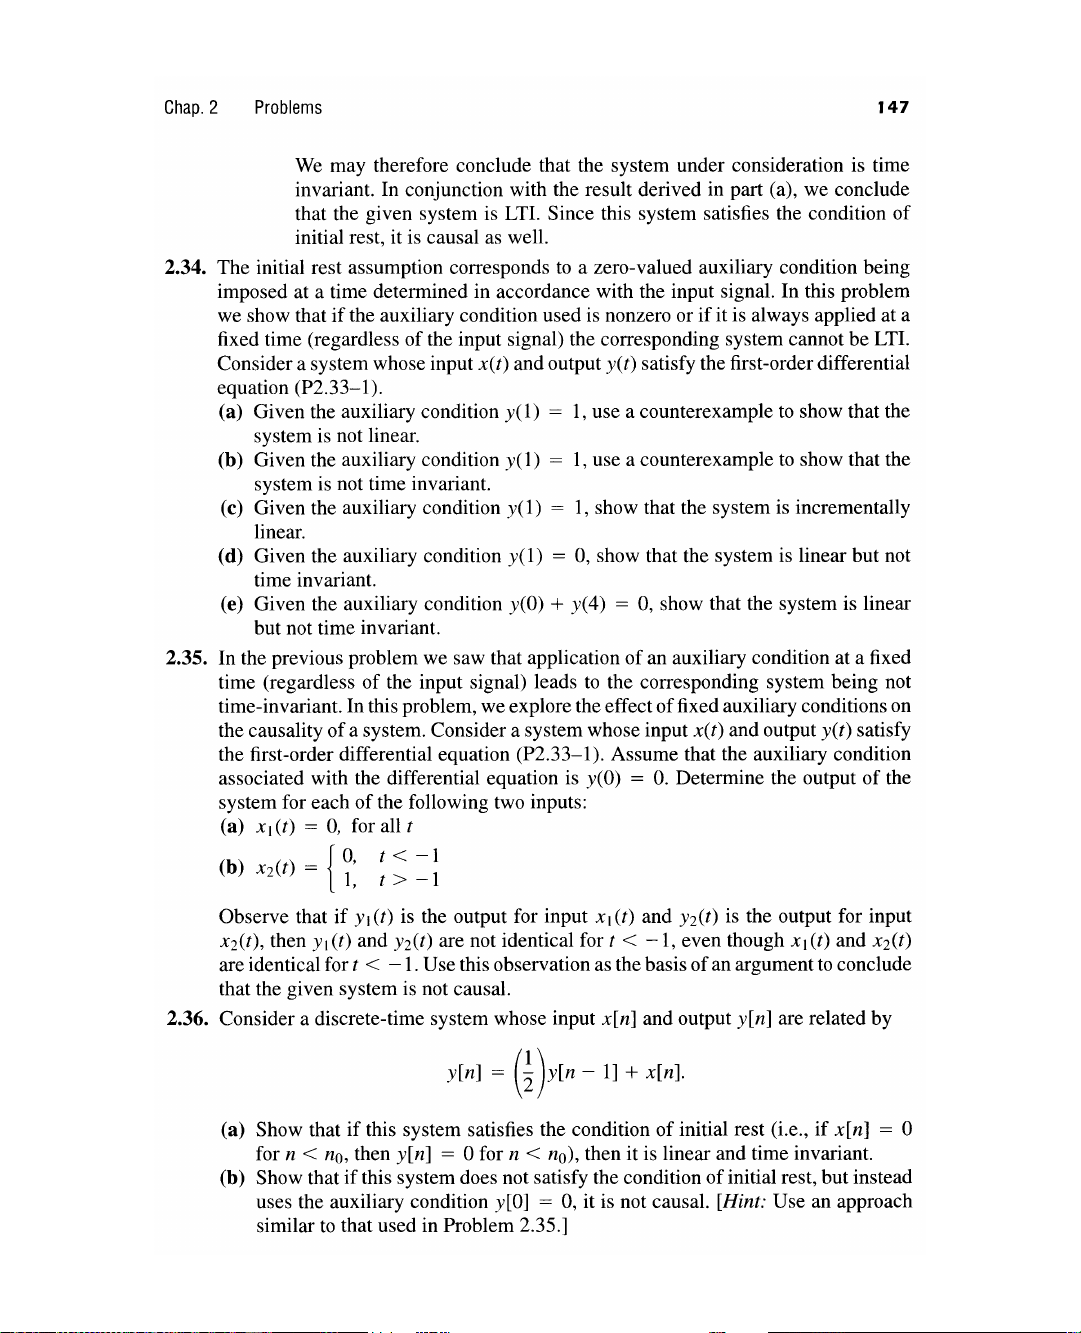 Chap. 2 Problems 147
We may therefore conclude that the system under consideration is time
invariant. In conjunction with the result derived in part (a), we conclude
that the given system is LTI. Since this system satisfies the condition of
initial rest, it is causal as well.
2.34. The initial rest assumption corresponds to a zero-valued auxiliary condition being
imposed at a time determined in accordance with the input signal. In this problem
we show that if the auxiliary condition used is nonzero or if it is always applied at a
fixed time (regardless of the input signal) the corresponding system cannot be LTI.
Consider a system whose input x(t) and output y(t) satisfy the first-order differential
equation (P2.33–1).
(a) Given the auxiliary condition y(1) = 1, use a counterexample to show that the
system is not linear.
(b) Given the auxiliary condition y(1) = 1, use a counterexample to show that the
system is not time invariant.
(c) Given the auxiliary condition y(1) = 1, show that the system is incrementally
linear.
(d) Given the auxiliary condition y(1) = 0, show that the system is linear but not
time invariant.
(e) Given the auxiliary condition y(0) + y(4) = 0, show that the system is linear
but not time invariant.
2.35. In the previous problem we saw that application of an auxiliary condition at a fixed
time (regardless of the input signal) leads to the corresponding system being not
time-invariant. In this problem, we explore the effect of fixed auxiliary conditions on
the causality of a system. Consider a system whose input x(t) and output y(t) satisfy
the first-order differential equation (P2.33–1). Assume that the auxiliary condition
associated with the differential equation is y(0) = 0. Determine the output of the
system for each of the following two inputs:
(a) x₁(t) = 0, for all t
(b) x₂(t) = { 0, t < −1
1, t > −1
Observe that if y₁(t) is the output for input x₁(t) and y₂(t) is the output for input
x₂(t), then y₁(t) and y₂(t) are not identical for t < −1, even though x₁(t) and x₂(t)
are identical for t < −1. Use this observation as the basis of an argument to conclude
that the given system is not causal.
2.36. Consider a discrete-time system whose input x[n] and output y[n] are related by
y[n] = (1/2)y[n − 1] + x[n].
(a) Show that if this system satisfies the condition of initial rest (i.e., if x[n] = 0
for n < n₀, then y[n] = 0 for n < n₀), then it is linear and time invariant.
(b) Show that if this system does not satisfy the condition of initial rest, but instead
uses the auxiliary condition y[0] = 0, it is not causal. [Hint: Use an approach
similar to that used in Problem 2.35.]